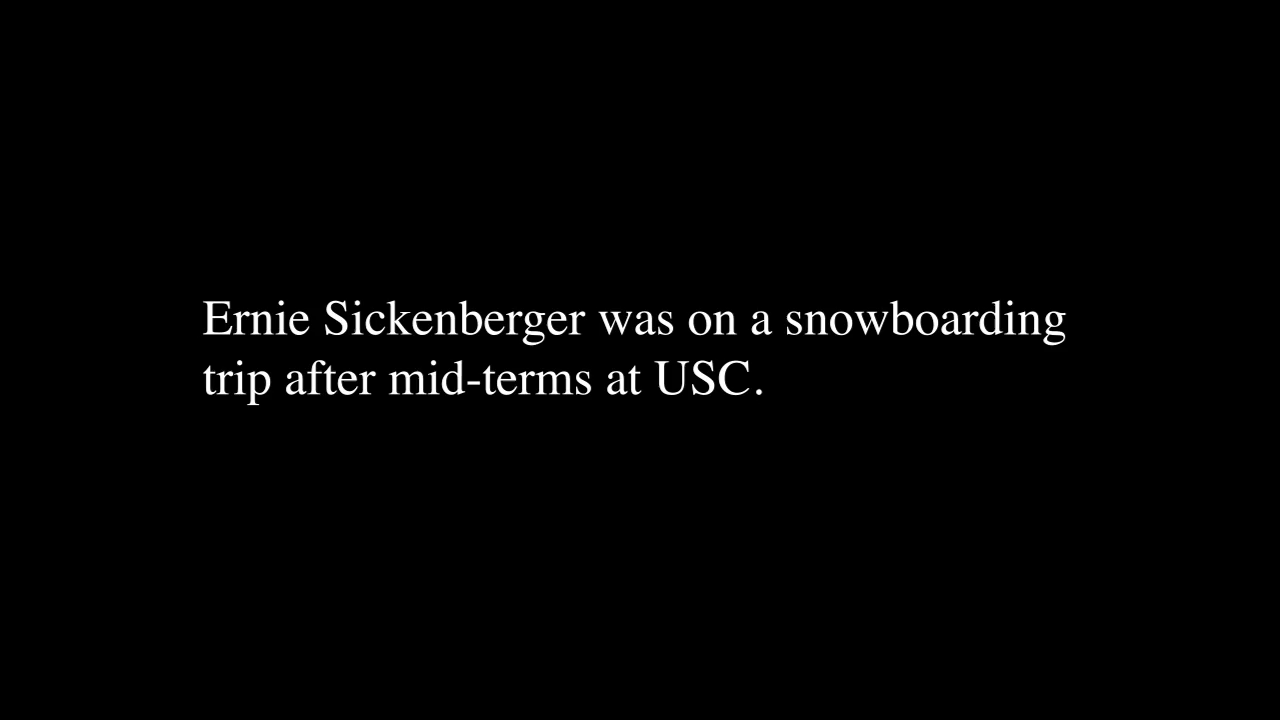 Ernie Sickenberger was on a snowboarding
trip after mid-terms at USC.